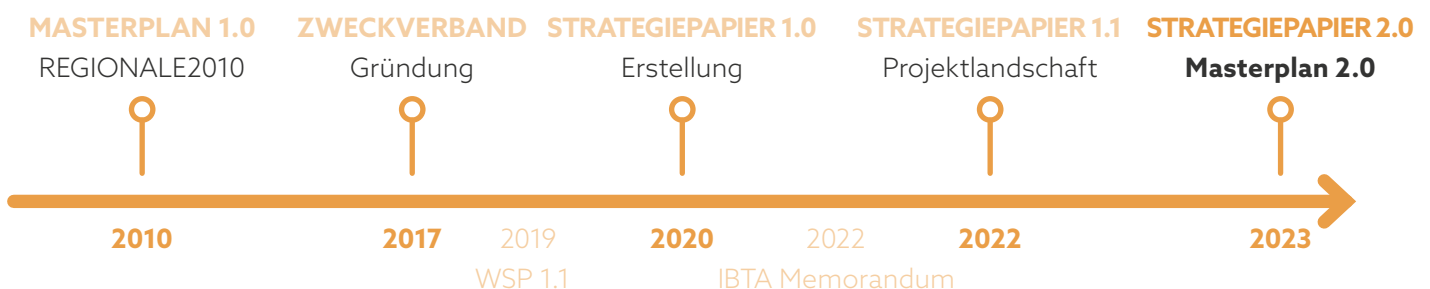 MASTERPLAN 1.0 ZWECKVERBAND STRATEGIEPAPIER 1.0 STRATEGIEPAPIER 1.1 STRATEGIEPAPIER 2.0
REGIONALE2010 Gründung Erstellung Projektlandschaft Masterplan 2.0
2010 2017 2019 2020 2022 2022 2023
WSP 1.1 IBTA Memorandum